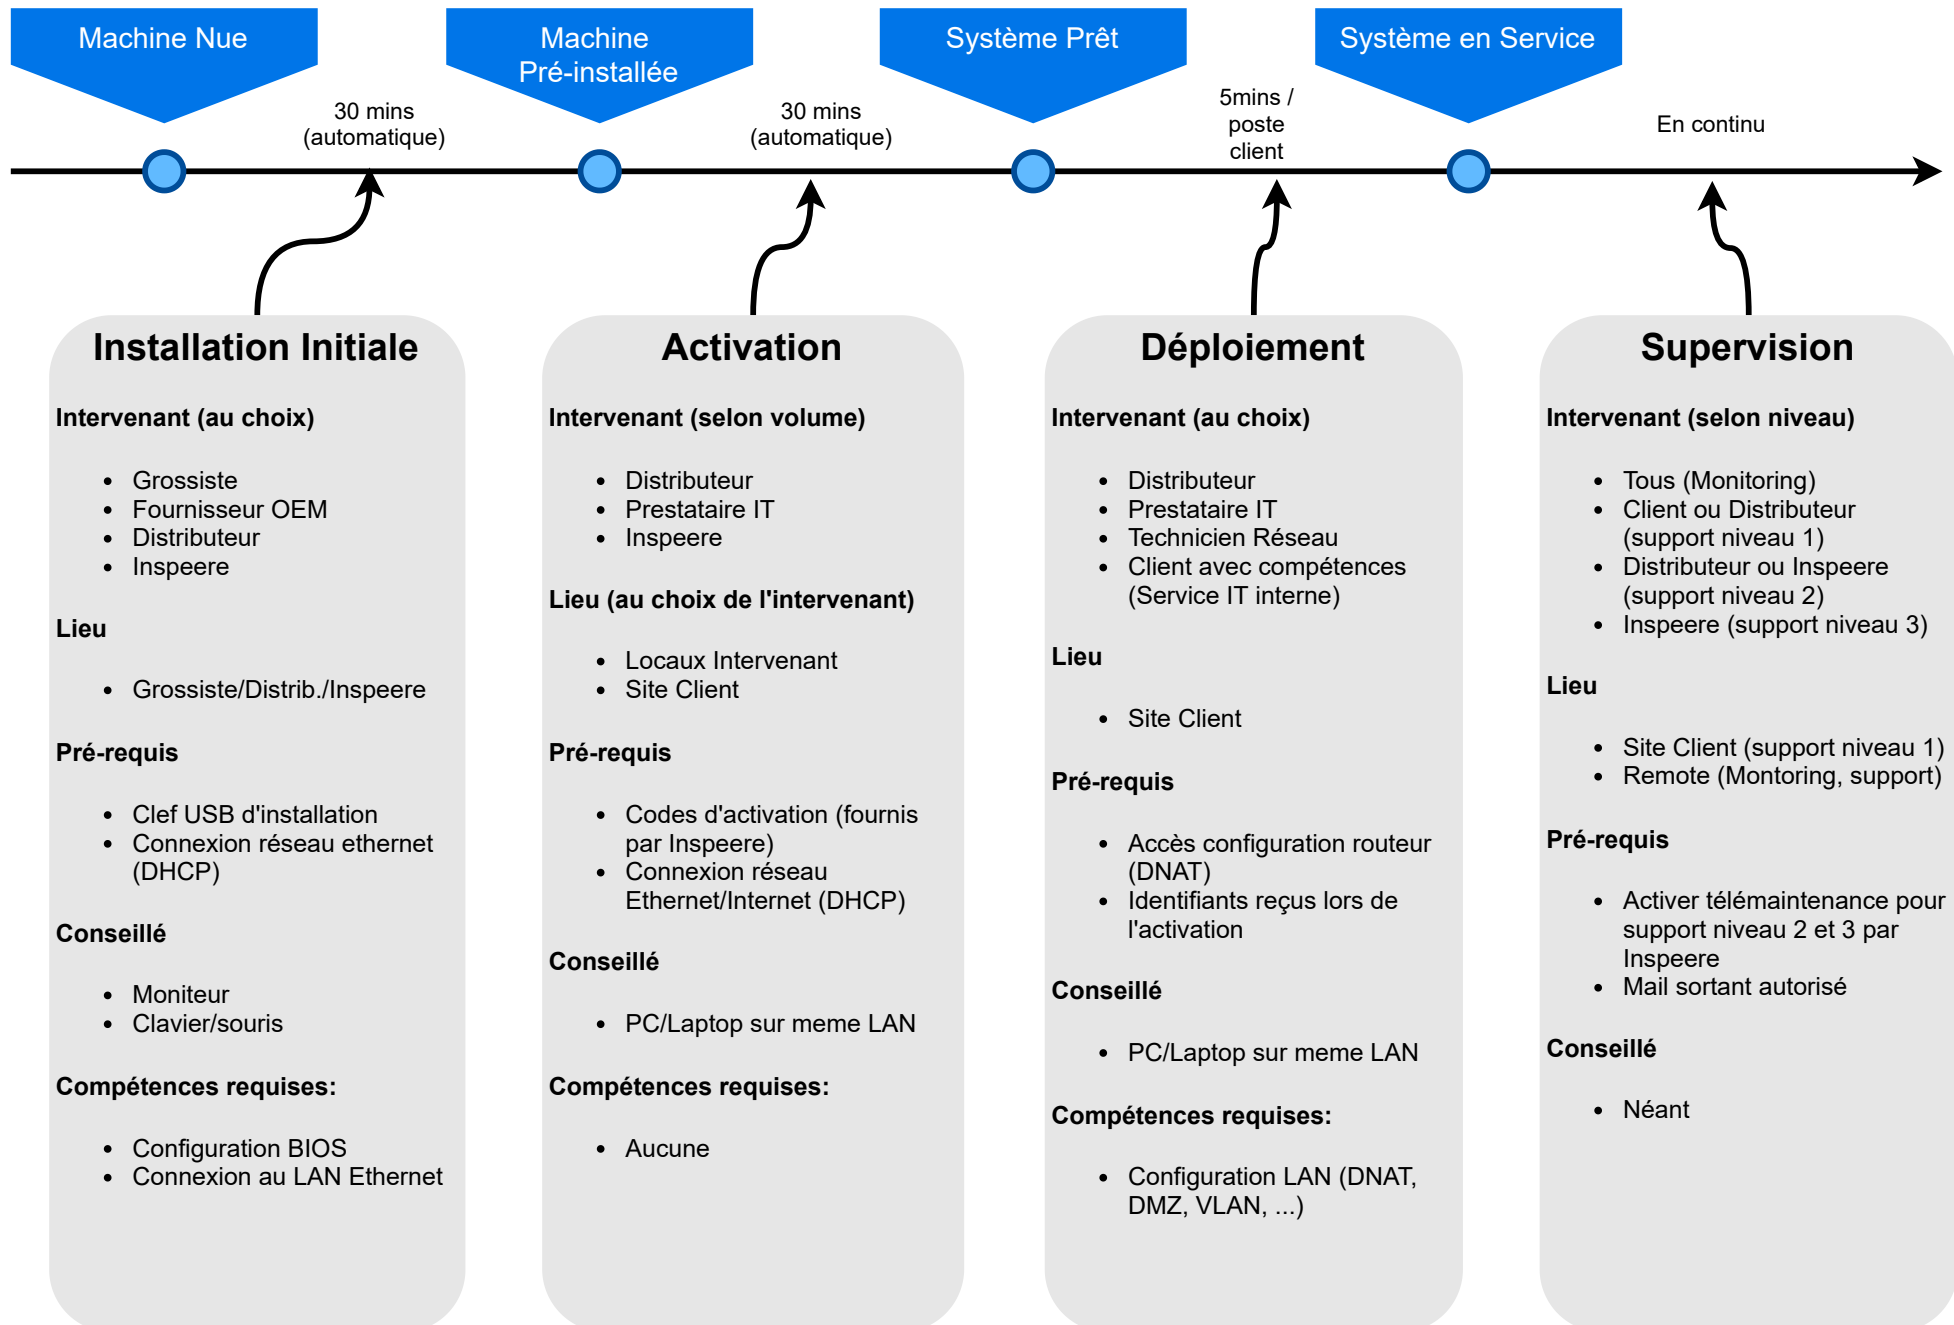 Machine Nue
Machine
Pré-installée
Système Prêt
Système en Service
30 mins
(automatique)
30 mins
(automatique)
5mins /
poste
client
En continu
Installation Initiale
Intervenant (au choix)
• Grossiste
• Fournisseur OEM
• Distributeur
• Inspeere
Lieu
• Grossiste/Distrib./Inspeere
Pré-requis
• Clef USB d'installation
• Connexion réseau ethernet
(DHCP)
Conseillé
• Moniteur
• Clavier/souris
Compétences requises:
• Configuration BIOS
• Connexion au LAN Ethernet
Activation
Intervenant (selon volume)
• Distributeur
• Prestataire IT
• Inspeere
Lieu (au choix de l'intervenant)
• Locaux Intervenant
• Site Client
Pré-requis
• Codes d'activation (fournis
par Inspeere)
• Connexion réseau
Ethernet/Internet (DHCP)
Conseillé
• PC/Laptop sur meme LAN
Compétences requises:
• Aucune
Déploiement
Intervenant (au choix)
• Distributeur
• Prestataire IT
• Technicien Réseau
• Client avec compétences
(Service IT interne)
Lieu
• Site Client
Pré-requis
• Accès configuration routeur
(DNAT)
• Identifiants reçus lors de
l'activation
Conseillé
• PC/Laptop sur meme LAN
Compétences requises:
• Configuration LAN (DNAT,
DMZ, VLAN, ...)
Supervision
Intervenant (selon niveau)
• Tous (Monitoring)
• Client ou Distributeur
(support niveau 1)
• Distributeur ou Inspeere
(support niveau 2)
• Inspeere (support niveau 3)
Lieu
• Site Client (support niveau 1)
• Remote (Montoring, support)
Pré-requis
• Activer télémaintenance pour
support niveau 2 et 3 par
Inspeere
• Mail sortant autorisé
Conseillé
• Néant